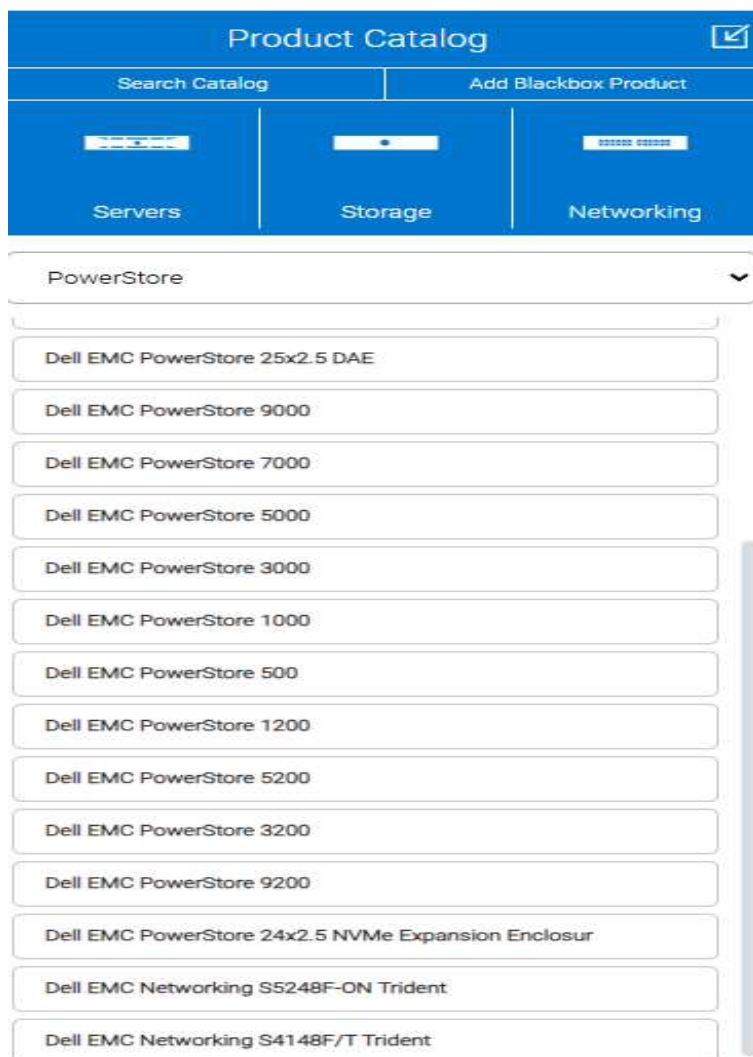 Product Catalog
Search Catalog
Add Blackbox Product
Servers
Storage
Networking
PowerStore
Dell EMC PowerStore 25x2.5 DAE
Dell EMC PowerStore 9000
Dell EMC PowerStore 7000
Dell EMC PowerStore 5000
Dell EMC PowerStore 3000
Dell EMC PowerStore 1000
Dell EMC PowerStore 500
Dell EMC PowerStore 1200
Dell EMC PowerStore 5200
Dell EMC PowerStore 3200
Dell EMC PowerStore 9200
Dell EMC PowerStore 24x2.5 NVMe Expansion Enclosur
Dell EMC Networking S5248F-ON Trident
Dell EMC Networking S4148F/T Trident